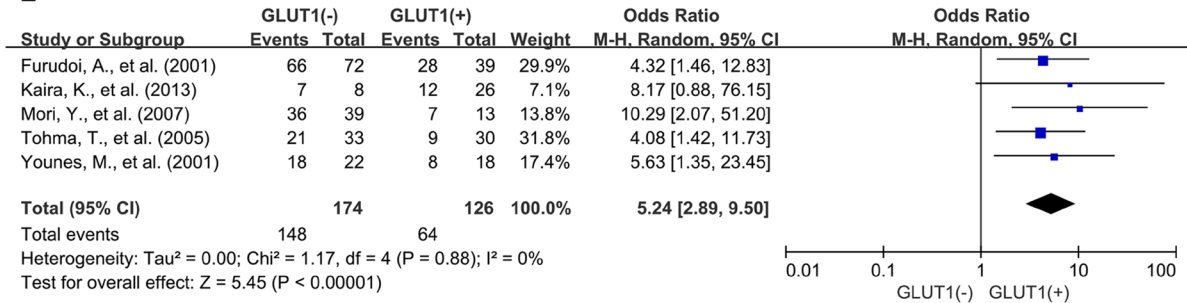 GLUT1(-) GLUT1(+) Odds Ratio Odds Ratio
Study or Subgroup Events Total Events Total Weight M-H, Random, 95% CI M-H, Random, 95% CI
Furudoi, A., et al. (2001) 66 72 28 39 29.9% 4.32 [1.46, 12.83]
Kaira, K., et al. (2013) 7 8 12 26 7.1% 8.17 [0.88, 76.15]
Mori, Y., et al. (2007) 36 39 7 13 13.8% 10.29 [2.07, 51.20]
Tohma, T., et al. (2005) 21 33 9 30 31.8% 4.08 [1.42, 11.73]
Younes, M., et al. (2001) 18 22 8 18 17.4% 5.63 [1.35, 23.45]
Total (95% CI) 174 126 100.0% 5.24 [2.89, 9.50]
Total events 148 64
Heterogeneity: Tau² = 0.00; Chi² = 1.17, df = 4 (P = 0.88); I² = 0%
Test for overall effect: Z = 5.45 (P < 0.00001)
0.01 0.1 1 10 100
GLUT1(-) GLUT1(+)